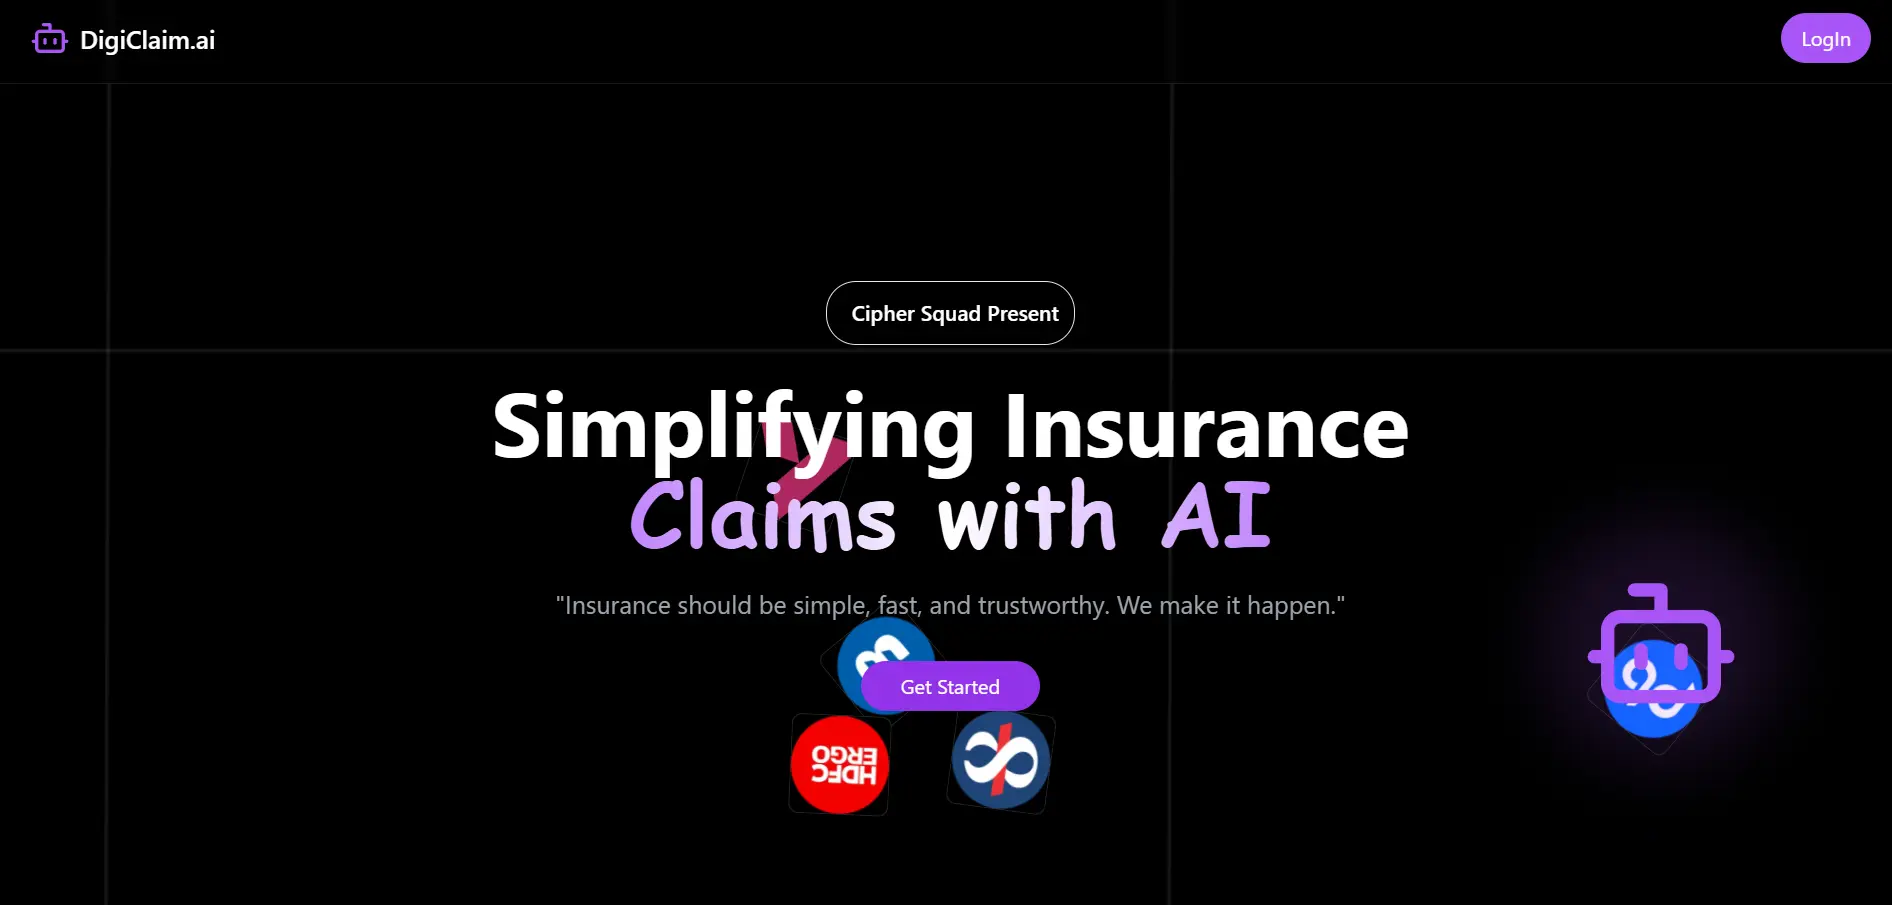 DigiClaim.ai
LogIn
Cipher Squad Present
Simplifying Insurance
Claims with AI
"Insurance should be simple, fast, and trustworthy. We make it happen."
Get Started
HDFC
ERGO